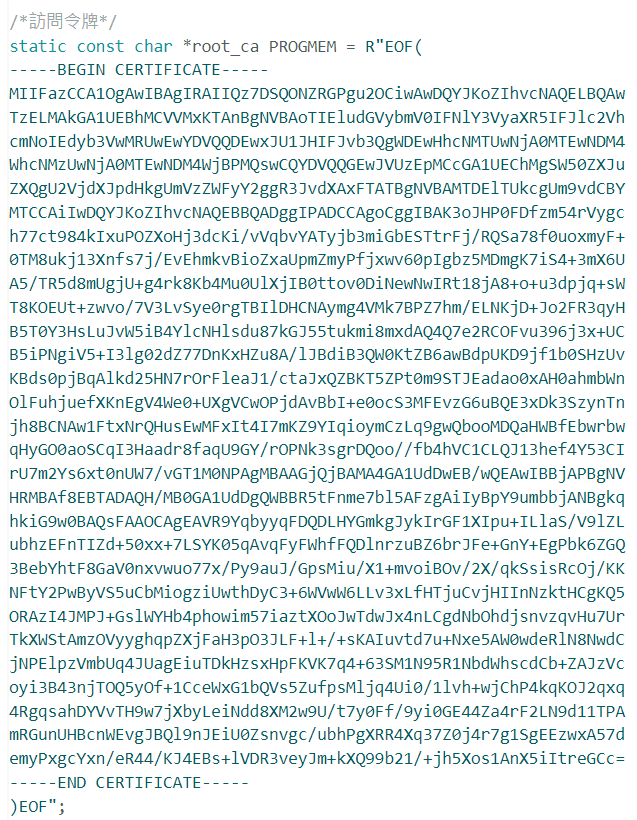 /*訪問令牌*/
static const char *root_ca PROGMEM = R"EOF(
-----BEGIN CERTIFICATE-----
MIIFazCCA1OgAwIBAgIRAIIQz7DSQONZRGPgu2OCiwAwDQYJKoZIhvcNAQELBQAw
TzELMAkGA1UEBhMCVVMxKTAnBgNVBAoTIEludGVybmV0IFNlY3VyaXR5IFJlc2Vh
cmNoIEdyb3VwMRUwEwYDVQQDEwxJU1JHIFJvb3QgWDEwHhcNMTUwNjA0MTEwNDM4
WhcNMzUwNjA0MTEwNDM4WjBPMQswCQYDVQQGEwJVUzEpMCcGA1UEChMgSW50ZXJu
ZXQgU2VjdXJpdHkgUmVzZWFyY2ggR3JvdXAxFTATBgNVBAMTDElTUkcgUm9vdCBY
MTCCAiIwDQYJKoZIhvcNAQEBBQADggIPADCCAgoCggIBAK3oJHP0FDfzm54rVygc
h77ct984kIxuPOZXoHj3dcKi/vVqbvYATyjb3miGbESTtrFj/RQSa78f0uoxmyF+
0TM8ukj13Xnfs7j/EvEhmkvBioZxaUpmZmyPfjxwv60pIgbz5MDmgK7iS4+3mX6U
A5/TR5d8mUgjU+g4rk8Kb4Mu0UlXjIB0ttov0DiNewNwIRt18jA8+o+u3dpjq+sW
T8KOEUt+zwvo/7V3LvSye0rgTBIlDHCNAymg4VMk7BPZ7hm/ELNKjD+Jo2FR3qyH
B5T0Y3HsLuJvW5iB4YlcNHlsdu87kGJ55tukmi8mxdAQ4Q7e2RCOFvu396j3x+UC
B5iPNgiV5+I3lg02dZ77DnKxHZu8A/lJBdiB3QW0KtZB6awBdpUKD9jf1b0SHzUv
KBds0pjBqAlkd25HN7rOrFleaJ1/ctaJxQZBKT5ZPt0m9STJEadao0xAH0ahmbWn
OlFuhjuefXKnEgV4We0+UXgVCwOPjdAvBbI+e0ocS3MFEvzG6uBQE3xDk3SzynTn
jh8BCNAw1FtxNrQHusEwMFxIt4I7mKZ9YIqioymCzLq9gwQbooMDQaHWBfEbwrbw
qHyGO0aoSCqI3Haadr8faqU9GY/rOPNk3sgrDQoo//fb4hVC1CLQJ13hef4Y53CI
rU7m2Ys6xt0nUW7/vGT1M0NPAgMBAAGjQjBAMA4GA1UdDwEB/wQEAwIBBjAPBgNV
HRMBAf8EBTADAQH/MB0GA1UdDgQWBBR5tFnme7bl5AFzgAiIyBpY9umbbjANBgkq
hkiG9w0BAQsFAAOCAgEAVR9YqbyyqFDQDLHYGmkgJykIrGF1XIpu+ILlaS/V9lZL
ubhzEFnTIZd+50xx+7LSYK05qAvqFyFWhfFQDlnrzuBZ6brJFe+GnY+EgPbk6ZGQ
3BebYhtF8GaV0nxvwuo77x/Py9auJ/GpsMiu/X1+mvoiBOv/2X/qkSsisRcOj/KK
NFtY2PwByVS5uCbMiogziUwthDyC3+6WVwW6LLv3xLfHTjuCvjHIInNzktHCgKQ5
ORAzI4JMPJ+GslWYHb4phowim57iaztXOoJwTdwJx4nLCgdNbOhdjsnvzqvHu7Ur
TkXWStAmzOVyyghqpZXjFaH3pO3JLF+l+/+sKAIuvtd7u+Nxe5AW0wdeRlN8NwdC
jNPElpzVmbUq4JUagEiuTDkHzsxHpFKVK7q4+63SM1N95R1NbdWhscdCb+ZAJzVc
oyi3B43njTOQ5yOf+1CceWxG1bQVs5ZufpsMljq4Ui0/1lvh+wjChP4kqKOJ2qxq
4RgqsahDYVvTH9w7jXbyLeiNdd8XM2w9U/t7y0Ff/9yi0GE44Za4rF2LN9d11TPA
mRGunUHBcnWEvgJBQl9nJEiU0Zsnvgc/ubhPgXRR4Xq37Z0j4r7g1SgEEzwxA57d
emyPxgcYxn/eR44/KJ4EBs+lVDR3veyJm+kXQ99b21/+jh5Xos1AnX5iItreGCc=
-----END CERTIFICATE-----
)EOF";